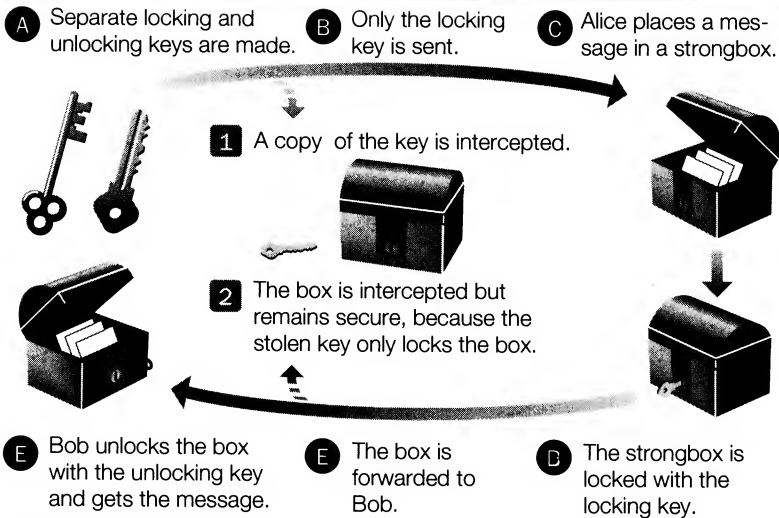 A Separate locking and
unlocking keys are made.
B Only the locking
key is sent.
C Alice places a mes-
sage in a strongbox.
1 A copy of the key is intercepted.
2 The box is intercepted but
remains secure, because the
stolen key only locks the box.
D The strongbox is
locked with the
locking key.
E The box is
forwarded to
Bob.
E Bob unlocks the box
with the unlocking key
and gets the message.